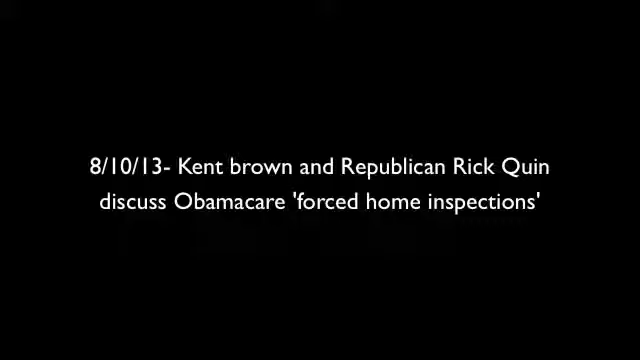 8/10/13- Kent brown and Republican Rick Quin
discuss Obamacare 'forced home inspections'